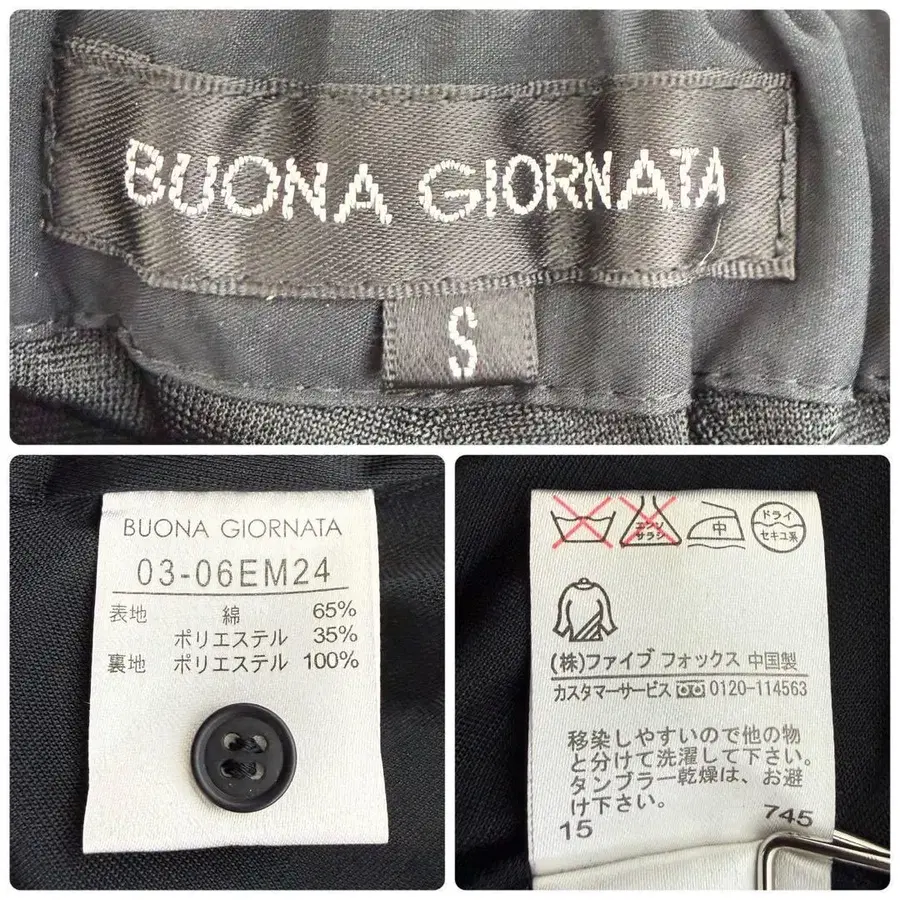 BUONA GIORNATA
S
BUONA GIORNATA
03-06EM24
表地 綿 65%
ポリエステル 35%
裏地 ポリエステル 100%
エンソ
サラシ
中
ドライ
セキユ系
(株)ファイブ フォックス 中国製
カスタマーサービス 0120-114563
移染しやすいので他の物
と分けて洗濯して下さい。
タンブラー乾燥は、お避
け下さい。
15 745